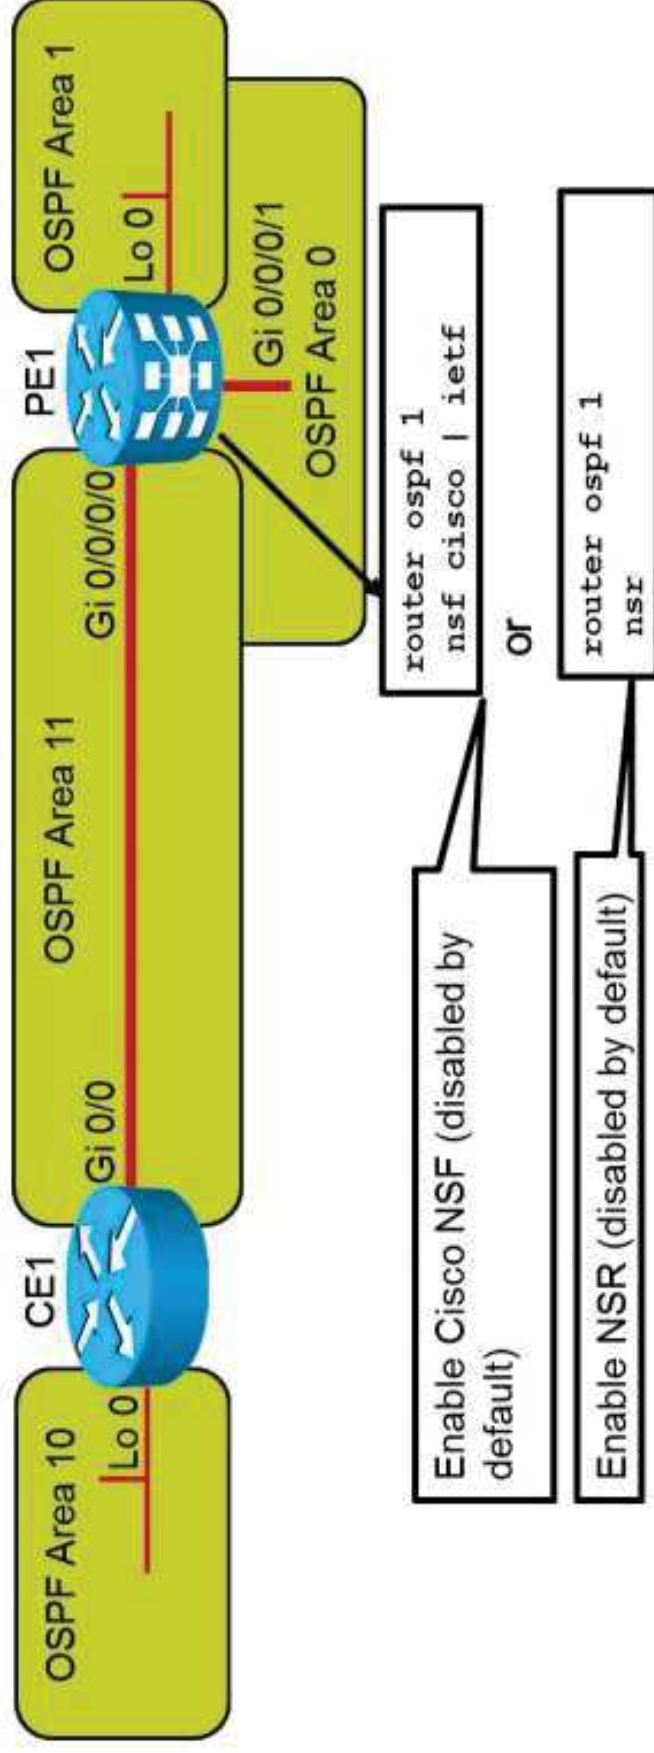 OSPF Area 10
Lo 0
CE1
Gi 0/0
OSPF Area 11
Gi 0/0/0/0
PE1
OSPF Area 1
Lo 0
Gi 0/0/0/1
OSPF Area 0
Enable Cisco NSF (disabled by
default)
router ospf 1
nsf cisco | ietf
or
Enable NSR (disabled by default)
router ospf 1
nsr